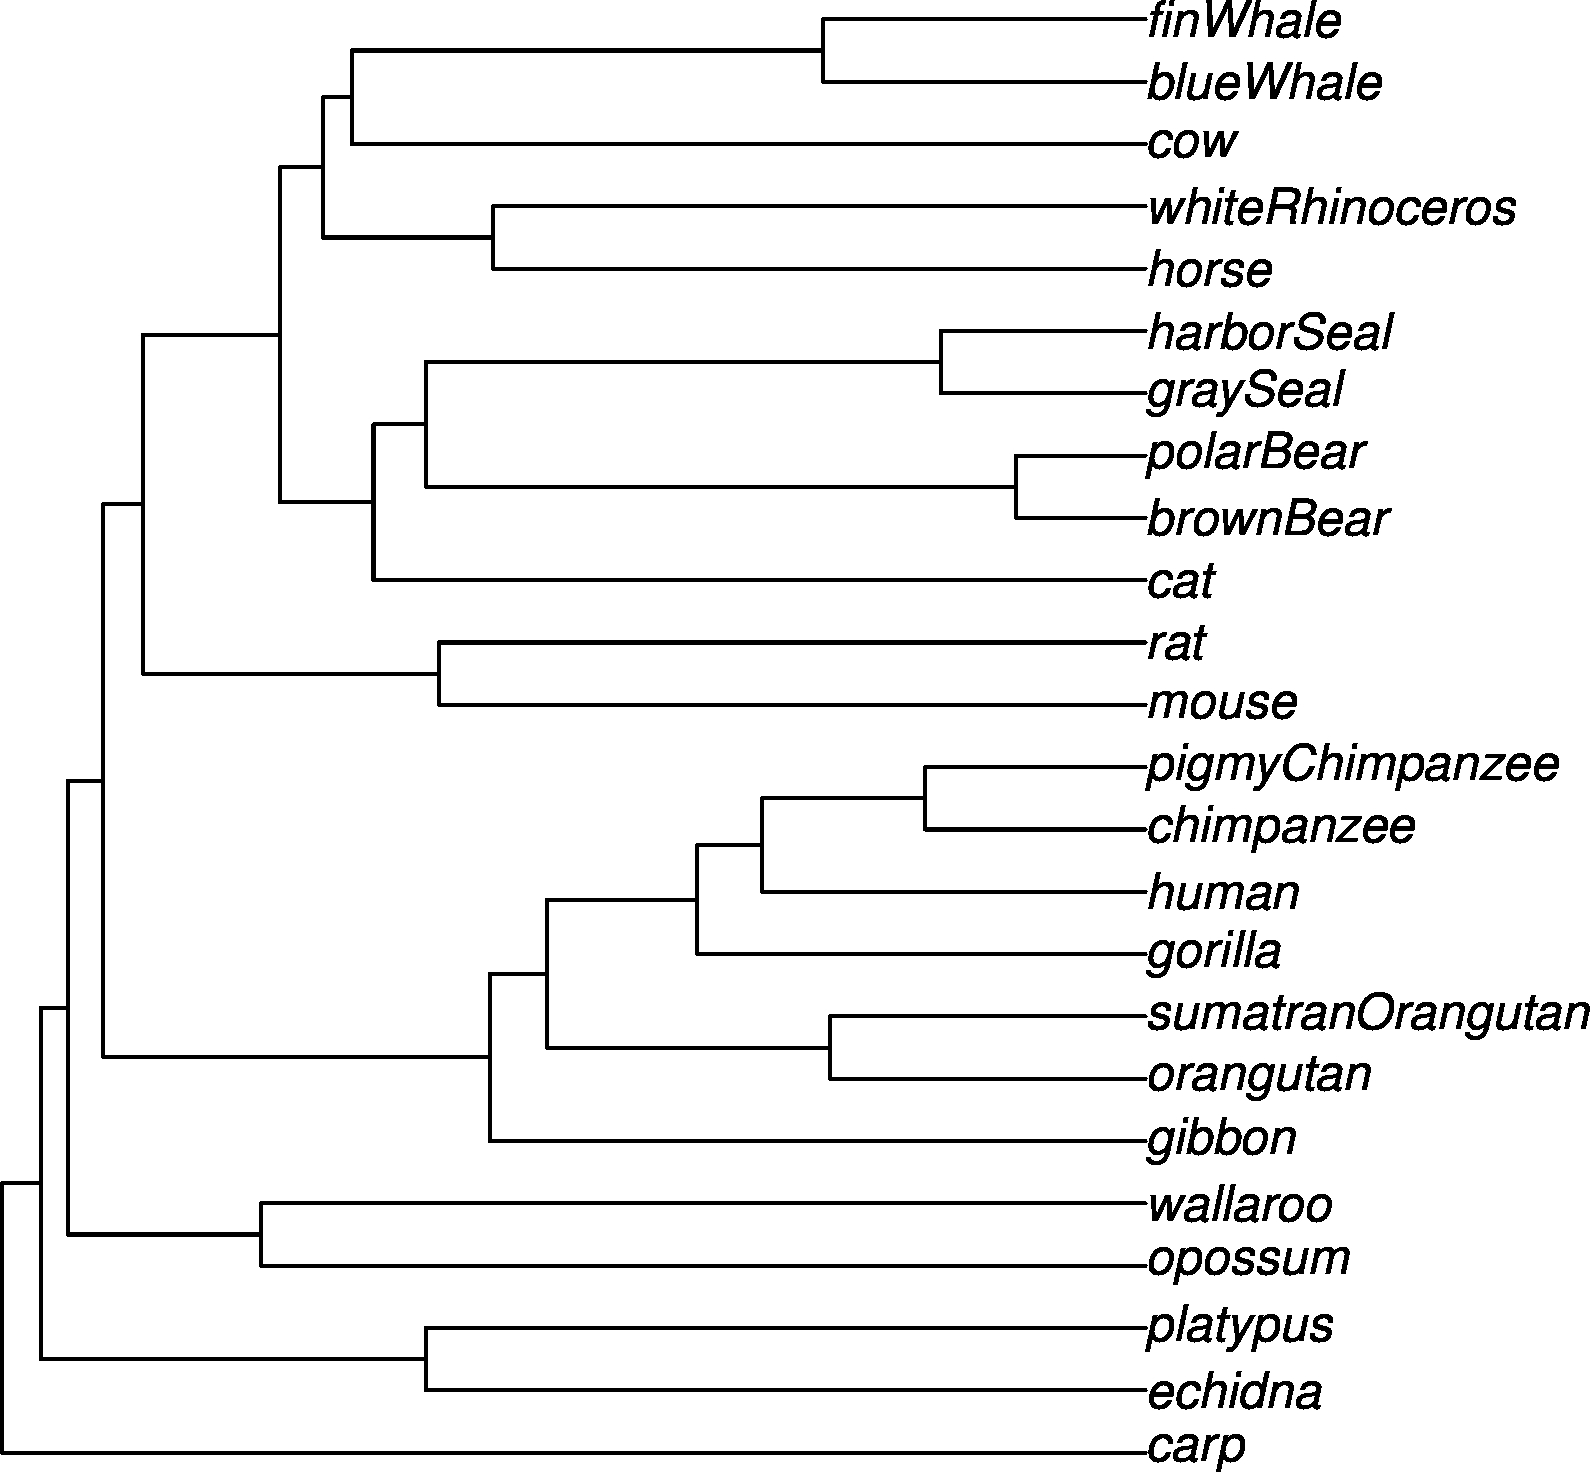 finWhale
blueWhale
cow
whiteRhinoceros
horse
harborSeal
graySeal
polarBear
brownBear
cat
rat
mouse
pigmyChimpanzee
chimpanzee
human
gorilla
sumatranOrangutan
orangutan
gibbon
wallaroo
opossum
platypus
echidna
carp